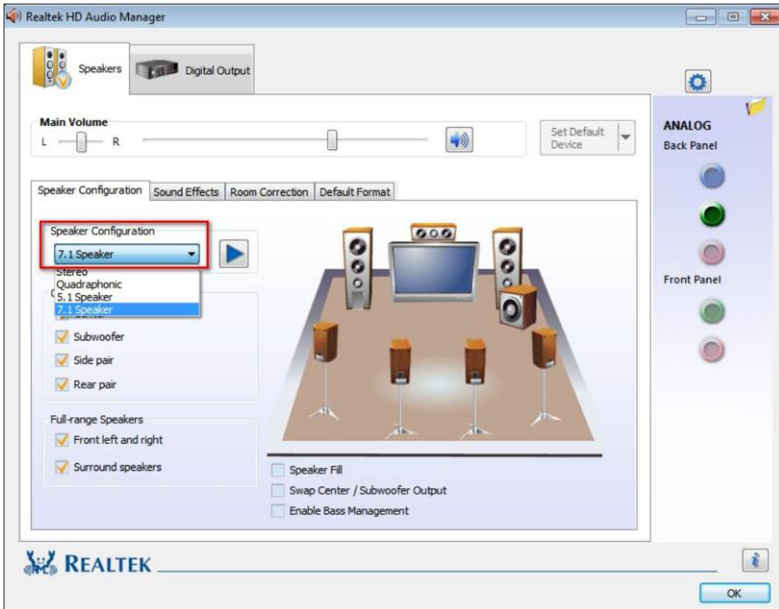 Realtek HD Audio Manager
Speakers
Digital Output
Main Volume
L
R
Set Default
Device
ANALOG
Back Panel
Speaker Configuration
Sound Effects
Room Correction
Default Format
Speaker Configuration
7.1 Speaker
Stereo
Quadraphonic
5.1 Speaker
7.1 Speaker
Front Panel
Subwoofer
Side pair
Rear pair
Full-range Speakers
Front left and right
Surround speakers
Speaker Fill
Swap Center / Subwoofer Output
Enable Bass Management
REALTEK
OK